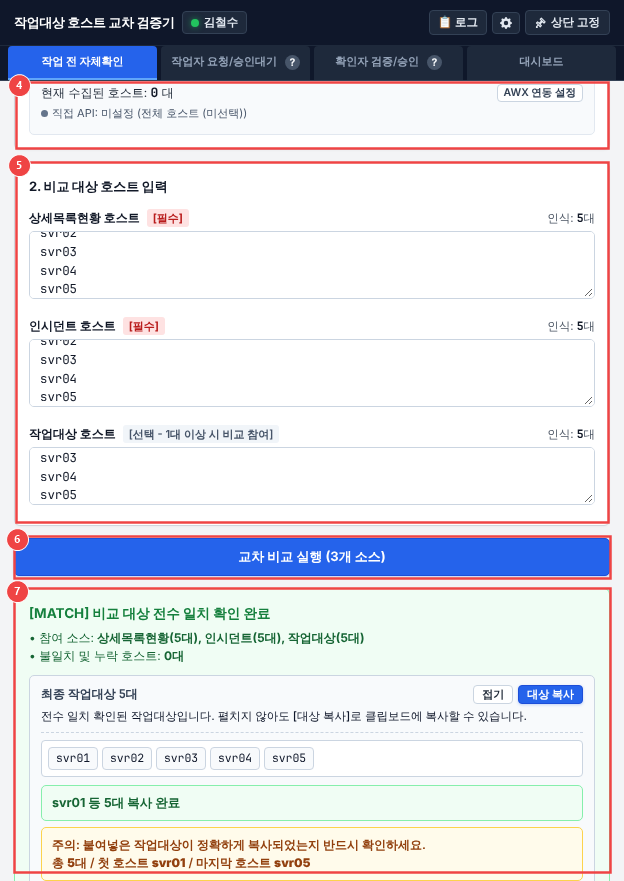 작업대상 호스트 교차 검증기
김철수
로그
상단 고정
작업 전 자체확인
작업자 요청/승인대기 ?
확인자 검증/승인 ?
대시보드
4
현재 수집된 호스트: 0 대
AWX 연동 설정
직접 API: 미설정 (전체 호스트 (미선택))
5
2. 비교 대상 호스트 입력
상세목록현황 호스트 [필수]
인식: 5대
svr02
svr03
svr04
svr05
인시던트 호스트 [필수]
인식: 5대
svr02
svr03
svr04
svr05
작업대상 호스트 [선택 - 1대 이상 시 비교 참여]
인식: 5대
svr03
svr04
svr05
6
교차 비교 실행 (3개 소스)
7
[MATCH] 비교 대상 전수 일치 확인 완료
• 참여 소스: 상세목록현황(5대), 인시던트(5대), 작업대상(5대)
• 불일치 및 누락 호스트: 0대
최종 작업대상 5대
접기
대상 복사
전수 일치 확인된 작업대상입니다. 펼치지 않아도 [대상 복사]로 클립보드에 복사할 수 있습니다.
svr01 svr02 svr03 svr04 svr05
svr01 등 5대 복사 완료
주의: 붙여넣은 작업대상이 정확하게 복사되었는지 반드시 확인하세요.
총 5대 / 첫 호스트 svr01 / 마지막 호스트 svr05